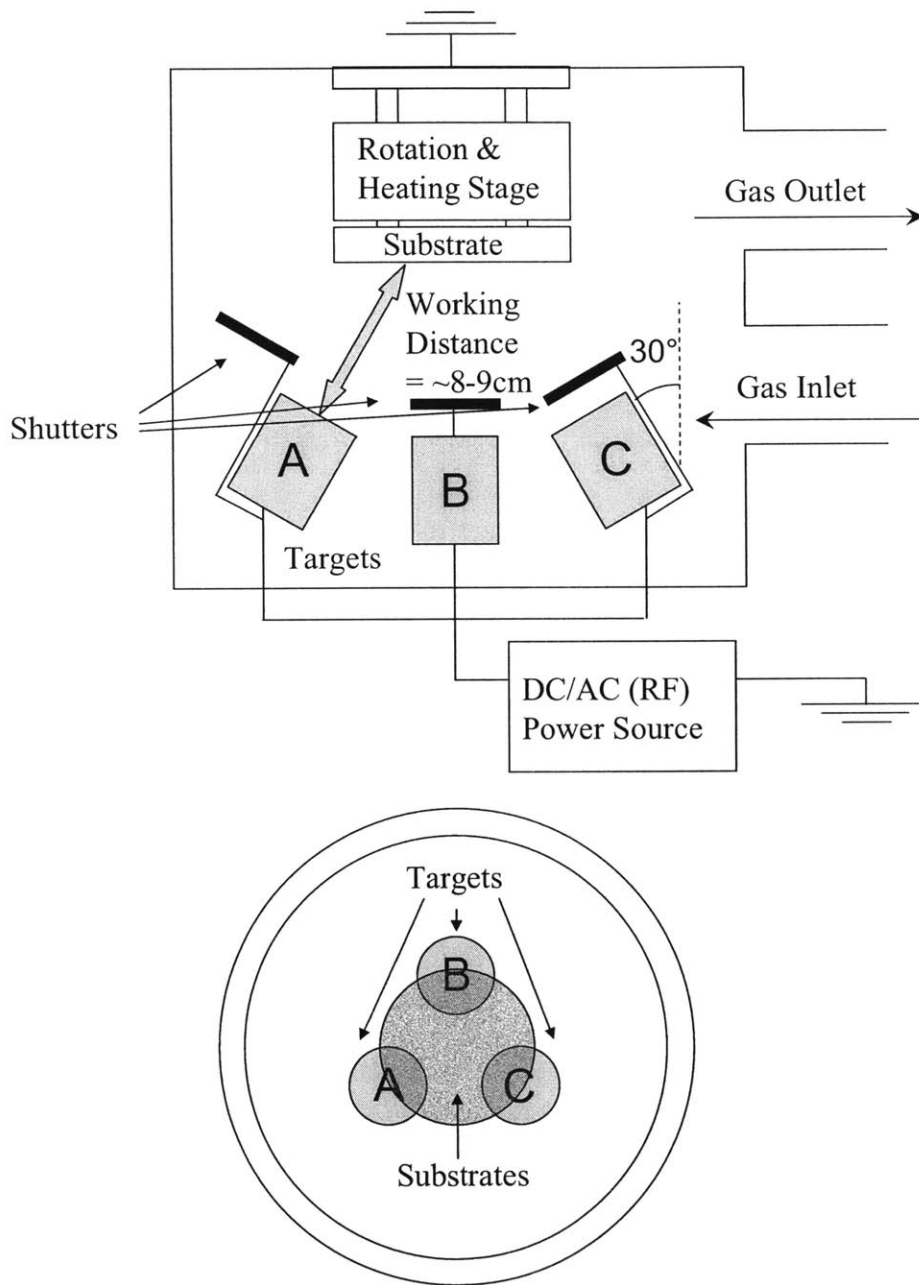 Rotation &
Heating Stage
Gas Outlet
Substrate
Working
Distance
= ~8-9cm
30°
Gas Inlet
Shutters
A
B
C
Targets
DC/AC (RF)
Power Source
Targets
B
A
C
Substrates